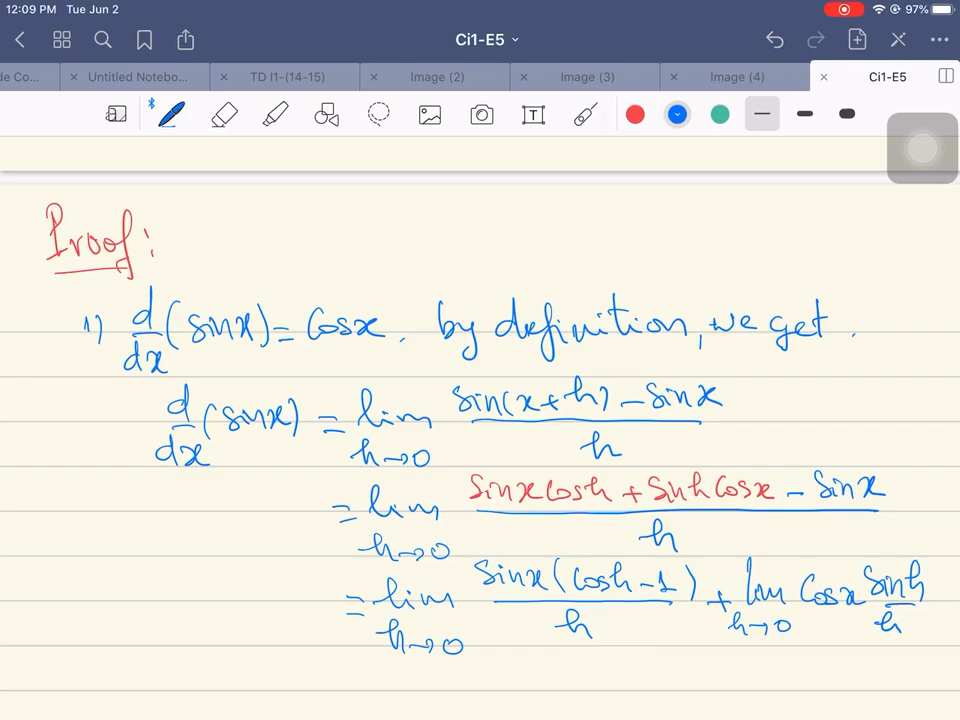 12:09 PM Tue Jun 2 97%
Ci1-E5
de Co... Untitled Notebo... TD I1-(14-15) Image (2) Image (3) Image (4) Ci1-E5
Proof:
1) d/dx (sinx) = Cosx. by definition, we get.
d/dx (sinx) = lim h→0 (sin(x+h) - sinx)/h
= lim h→0 (sinx cosh + sinh cosx - sinx)/h
= lim h→0 (sinx (cosh-1))/h + lim h→0 Cosx sinh/h